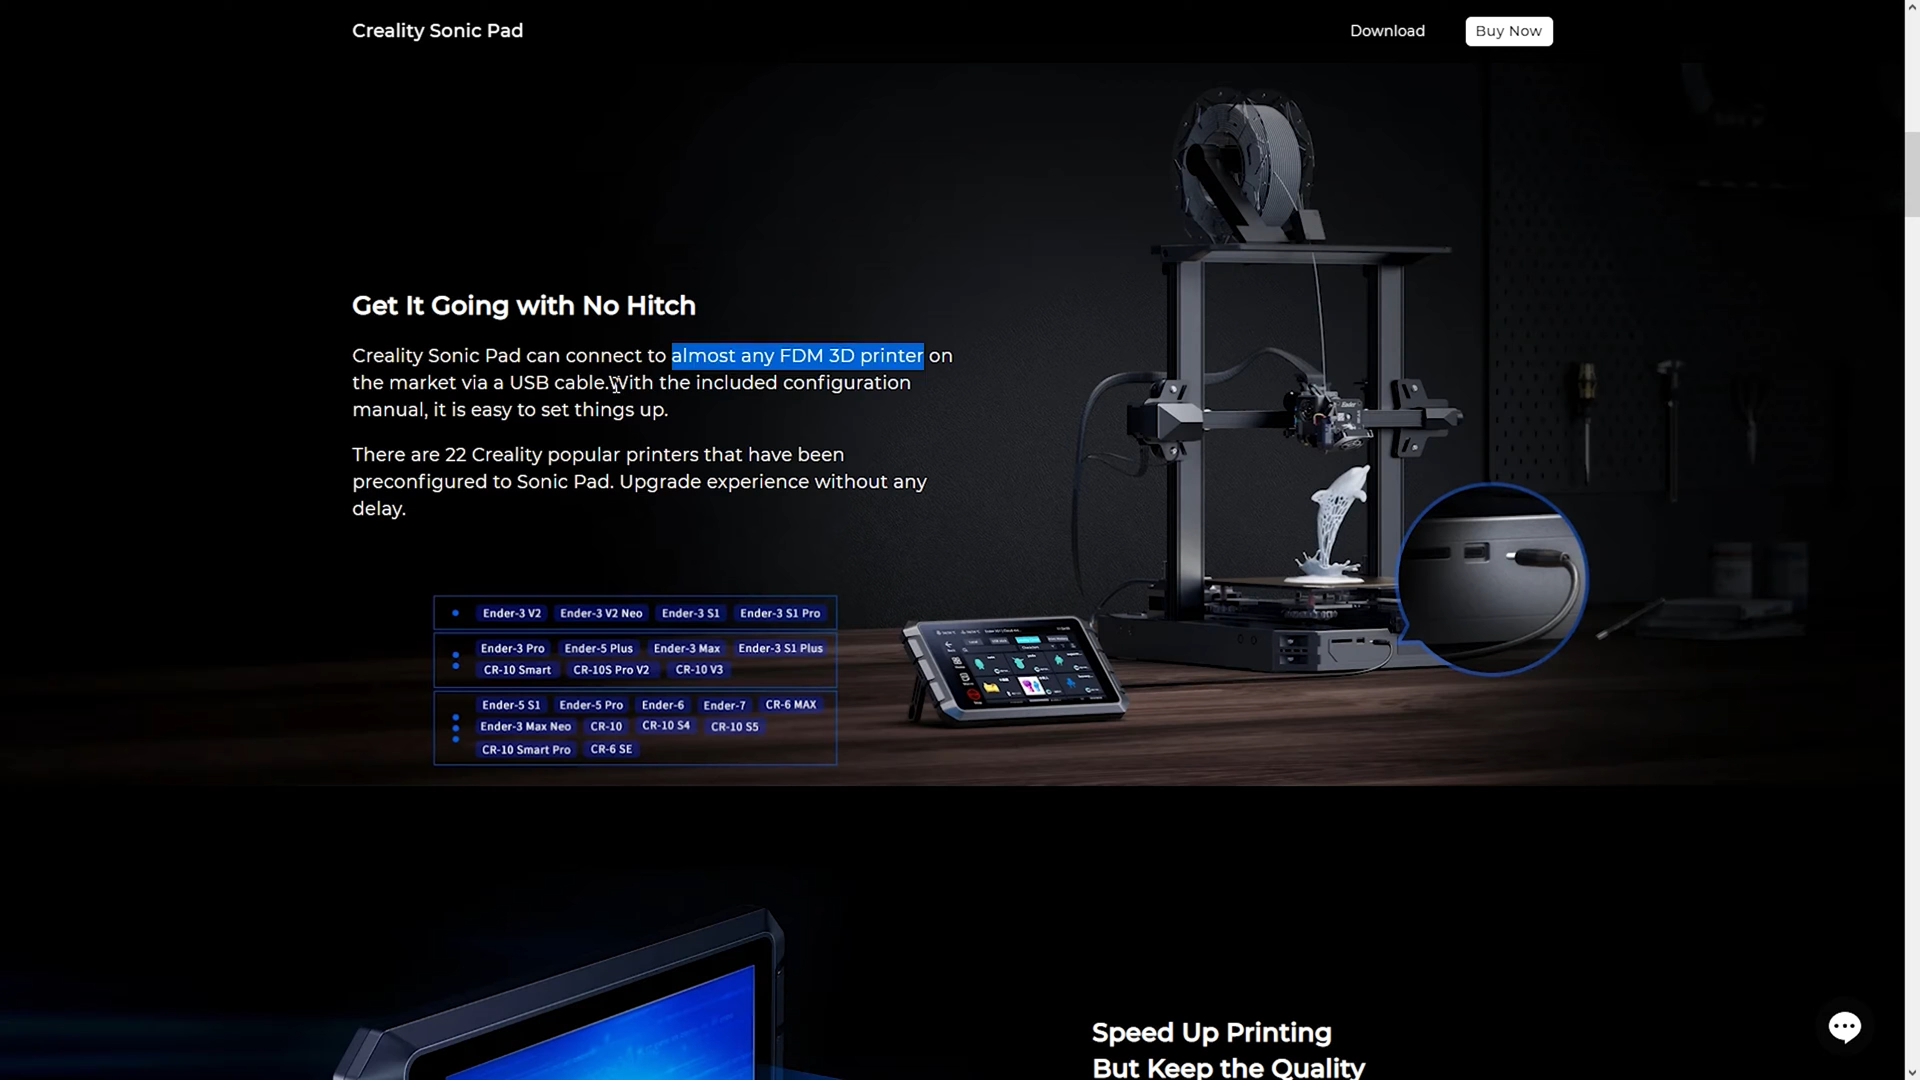 Creality Sonic Pad
Download
Buy Now
Get It Going with No Hitch
Creality Sonic Pad can connect to almost any FDM 3D printer on
the market via a USB cable.With the included configuration
manual, it is easy to set things up.
There are 22 Creality popular printers that have been
preconfigured to Sonic Pad. Upgrade experience without any
delay.
Ender-3 V2 Ender-3 V2 Neo Ender-3 S1 Ender-3 S1 Pro
Ender-3 Pro Ender-5 Plus Ender-3 Max Ender-3 S1 Plus
CR-10 Smart CR-10S Pro V2 CR-10 V3
Ender-5 S1 Ender-5 Pro Ender-6 Ender-7 CR-6 MAX
Ender-3 Max Neo CR-10 CR-10 S4 CR-10 S5
CR-10 Smart Pro CR-6 SE
Speed Up Printing
But Keep the Quality